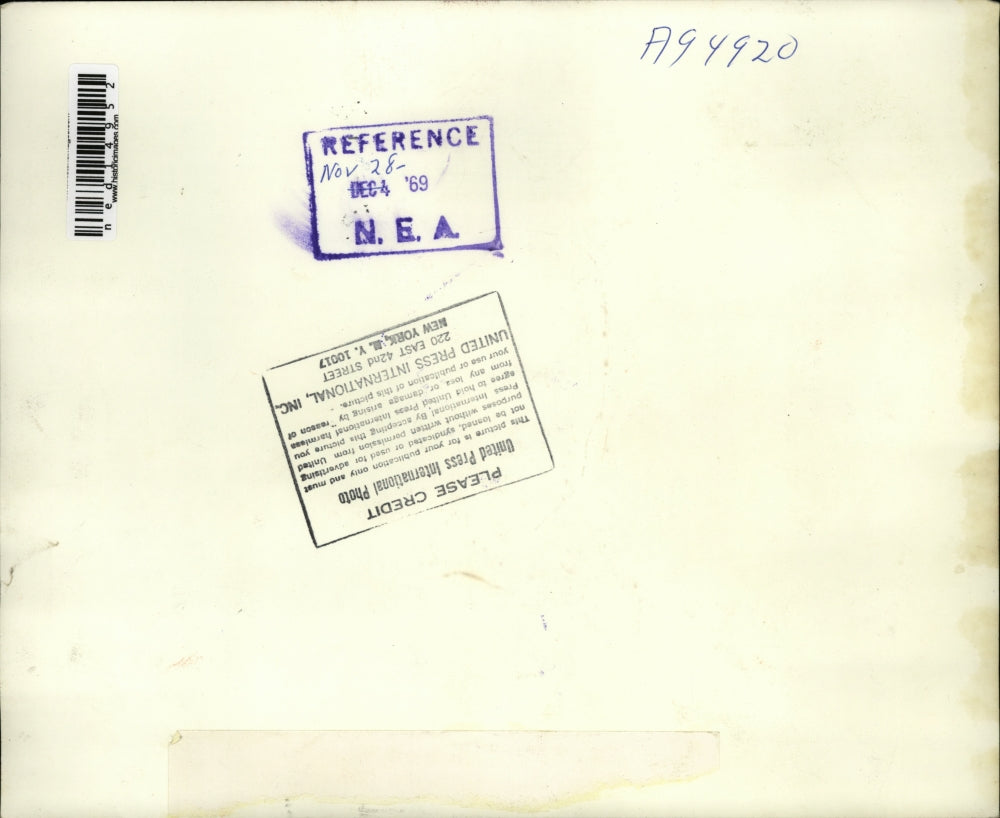 A94920
ned14952
www.historicimages.com
REFERENCE
Nov 28-
DEC 4 '69
N. E. A.
PLEASE CREDIT
United Press International Photo
This picture is for your publication only and must
not be loaned, syndicated or used for advertising
purposes without written permission from United
Press International. By accepting this picture you
agree to hold United Press International harmless
from any loss or damage arising by reason of
your use or publication of this picture.
UNITED PRESS INTERNATIONAL, INC.
220 EAST 42nd STREET
NEW YORK, N. Y. 10017